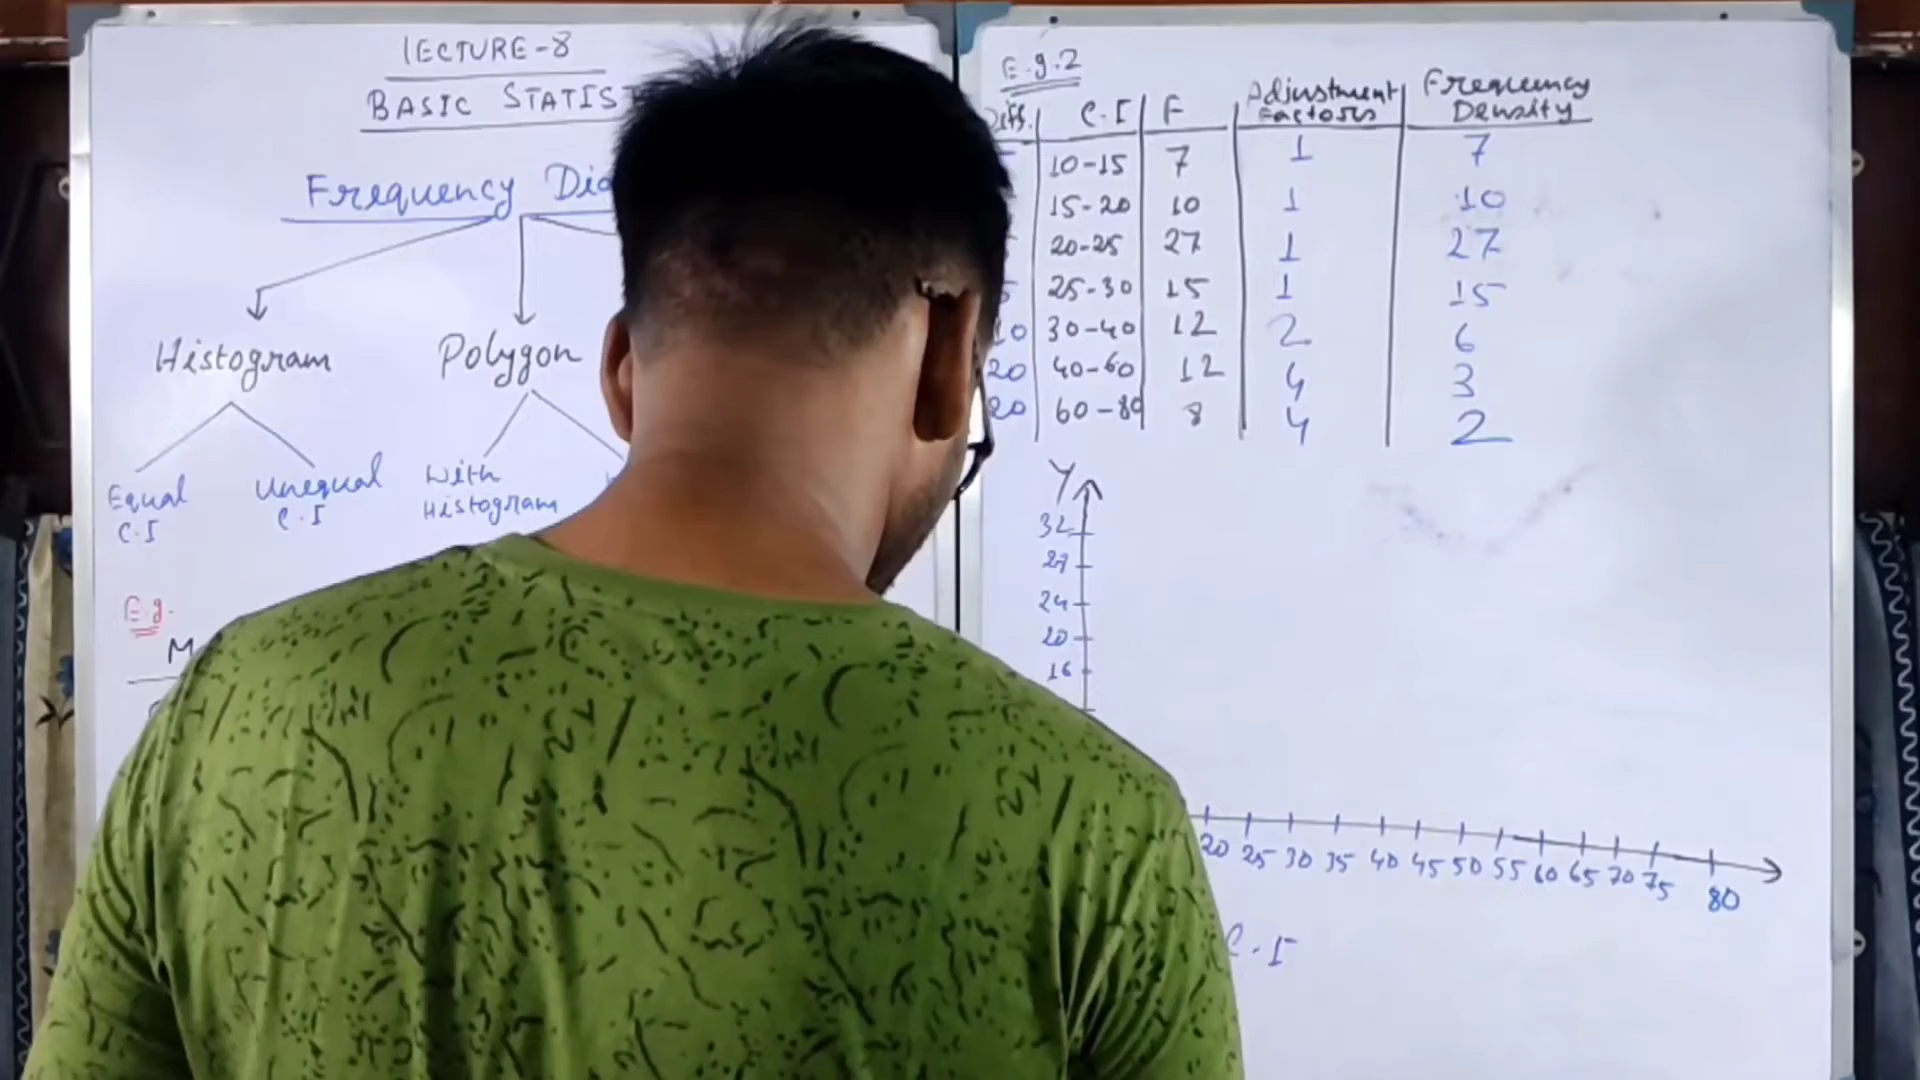 LECTURE-8
BASIC STATIS
Frequency Dia
Histogram
Polygon
Equal
C.I
Unequal
C.I
With
Histogram
E.g.
M
E.g.2
Diff. C.I F Adjustment Factors Frequency Density
10-15 7 1 7
15-20 10 1 10
20-25 27 1 27
5 25-30 15 1 15
10 30-40 12 2 6
20 40-60 12 4 3
20 60-80 8 4 2
Y
32
27
24
20
16
20 25 30 35 40 45 50 55 60 65 70 75 80
C.I